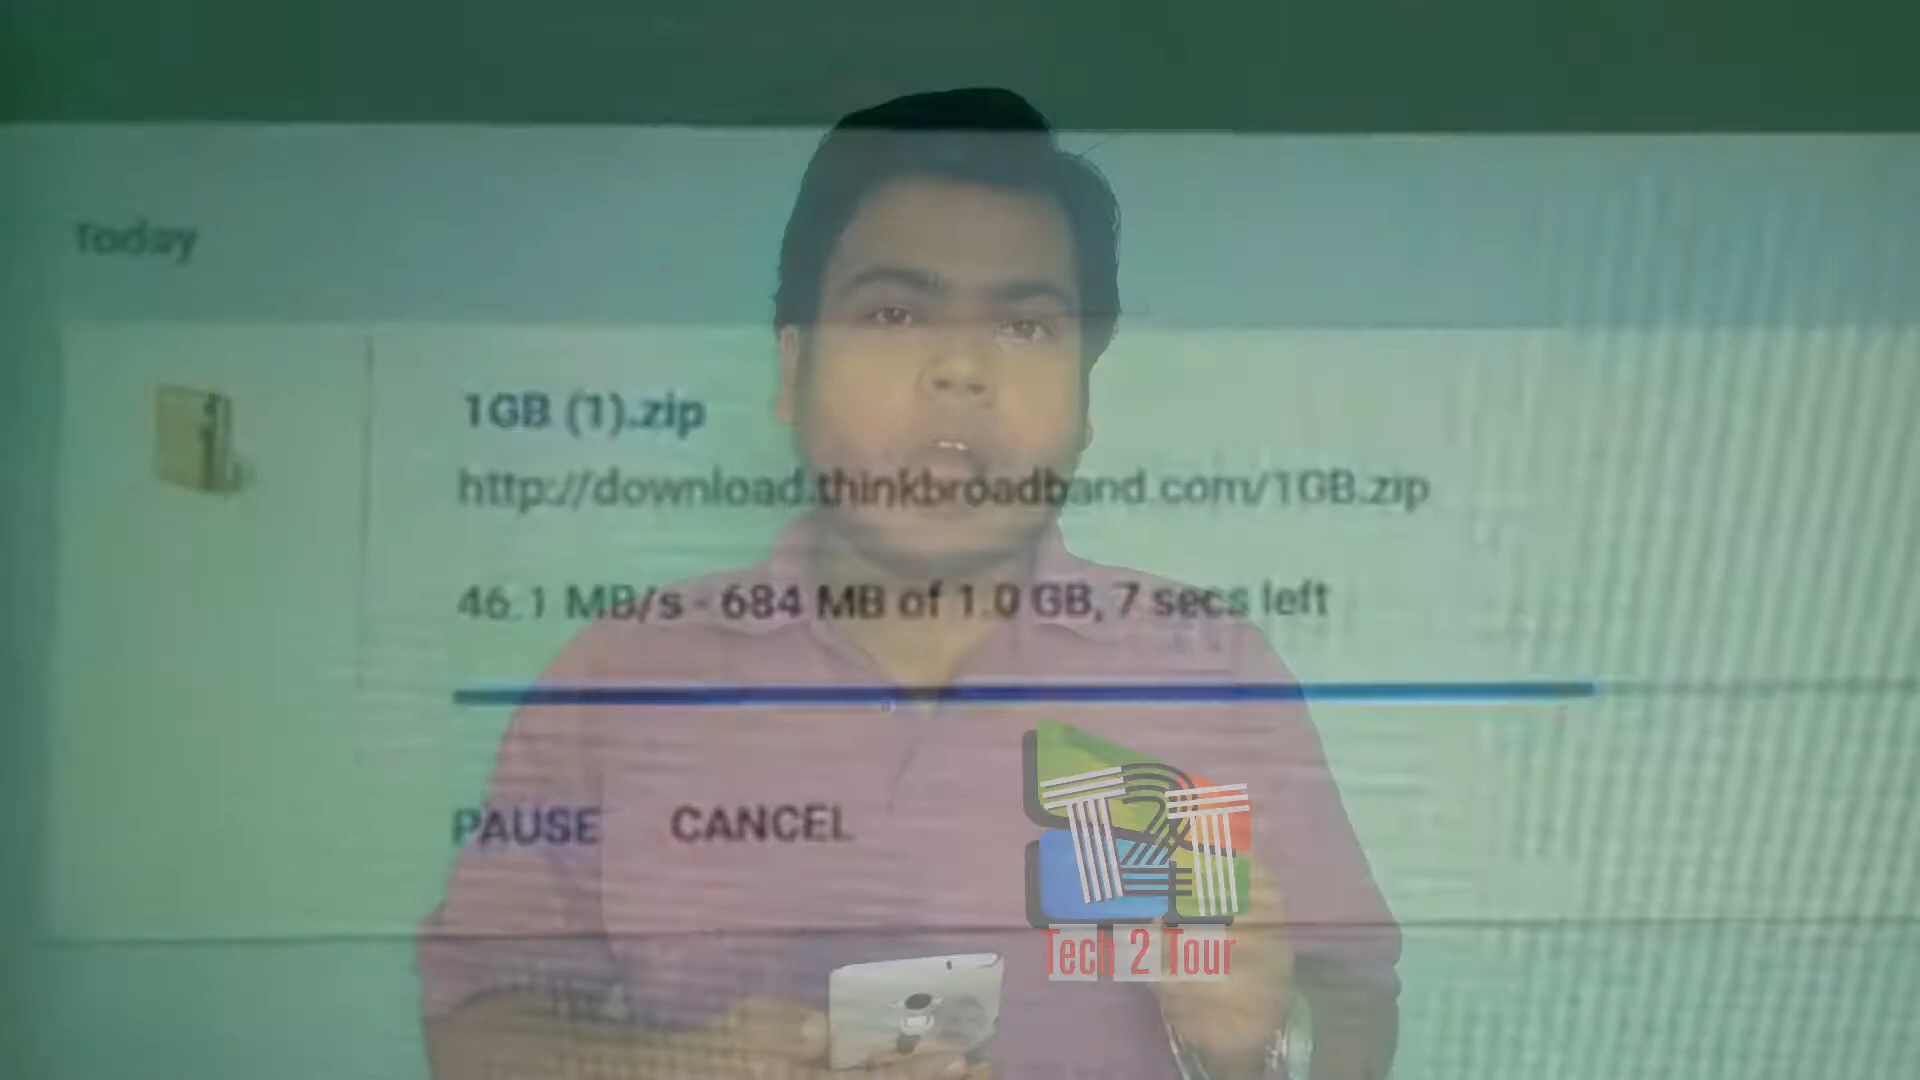 Today
1GB (1).zip
http://download.thinkbroadband.com/1GB.zip
46.1 MB/s - 684 MB of 1.0 GB, 7 secs left
PAUSE CANCEL
T2T
Tech 2 Tour